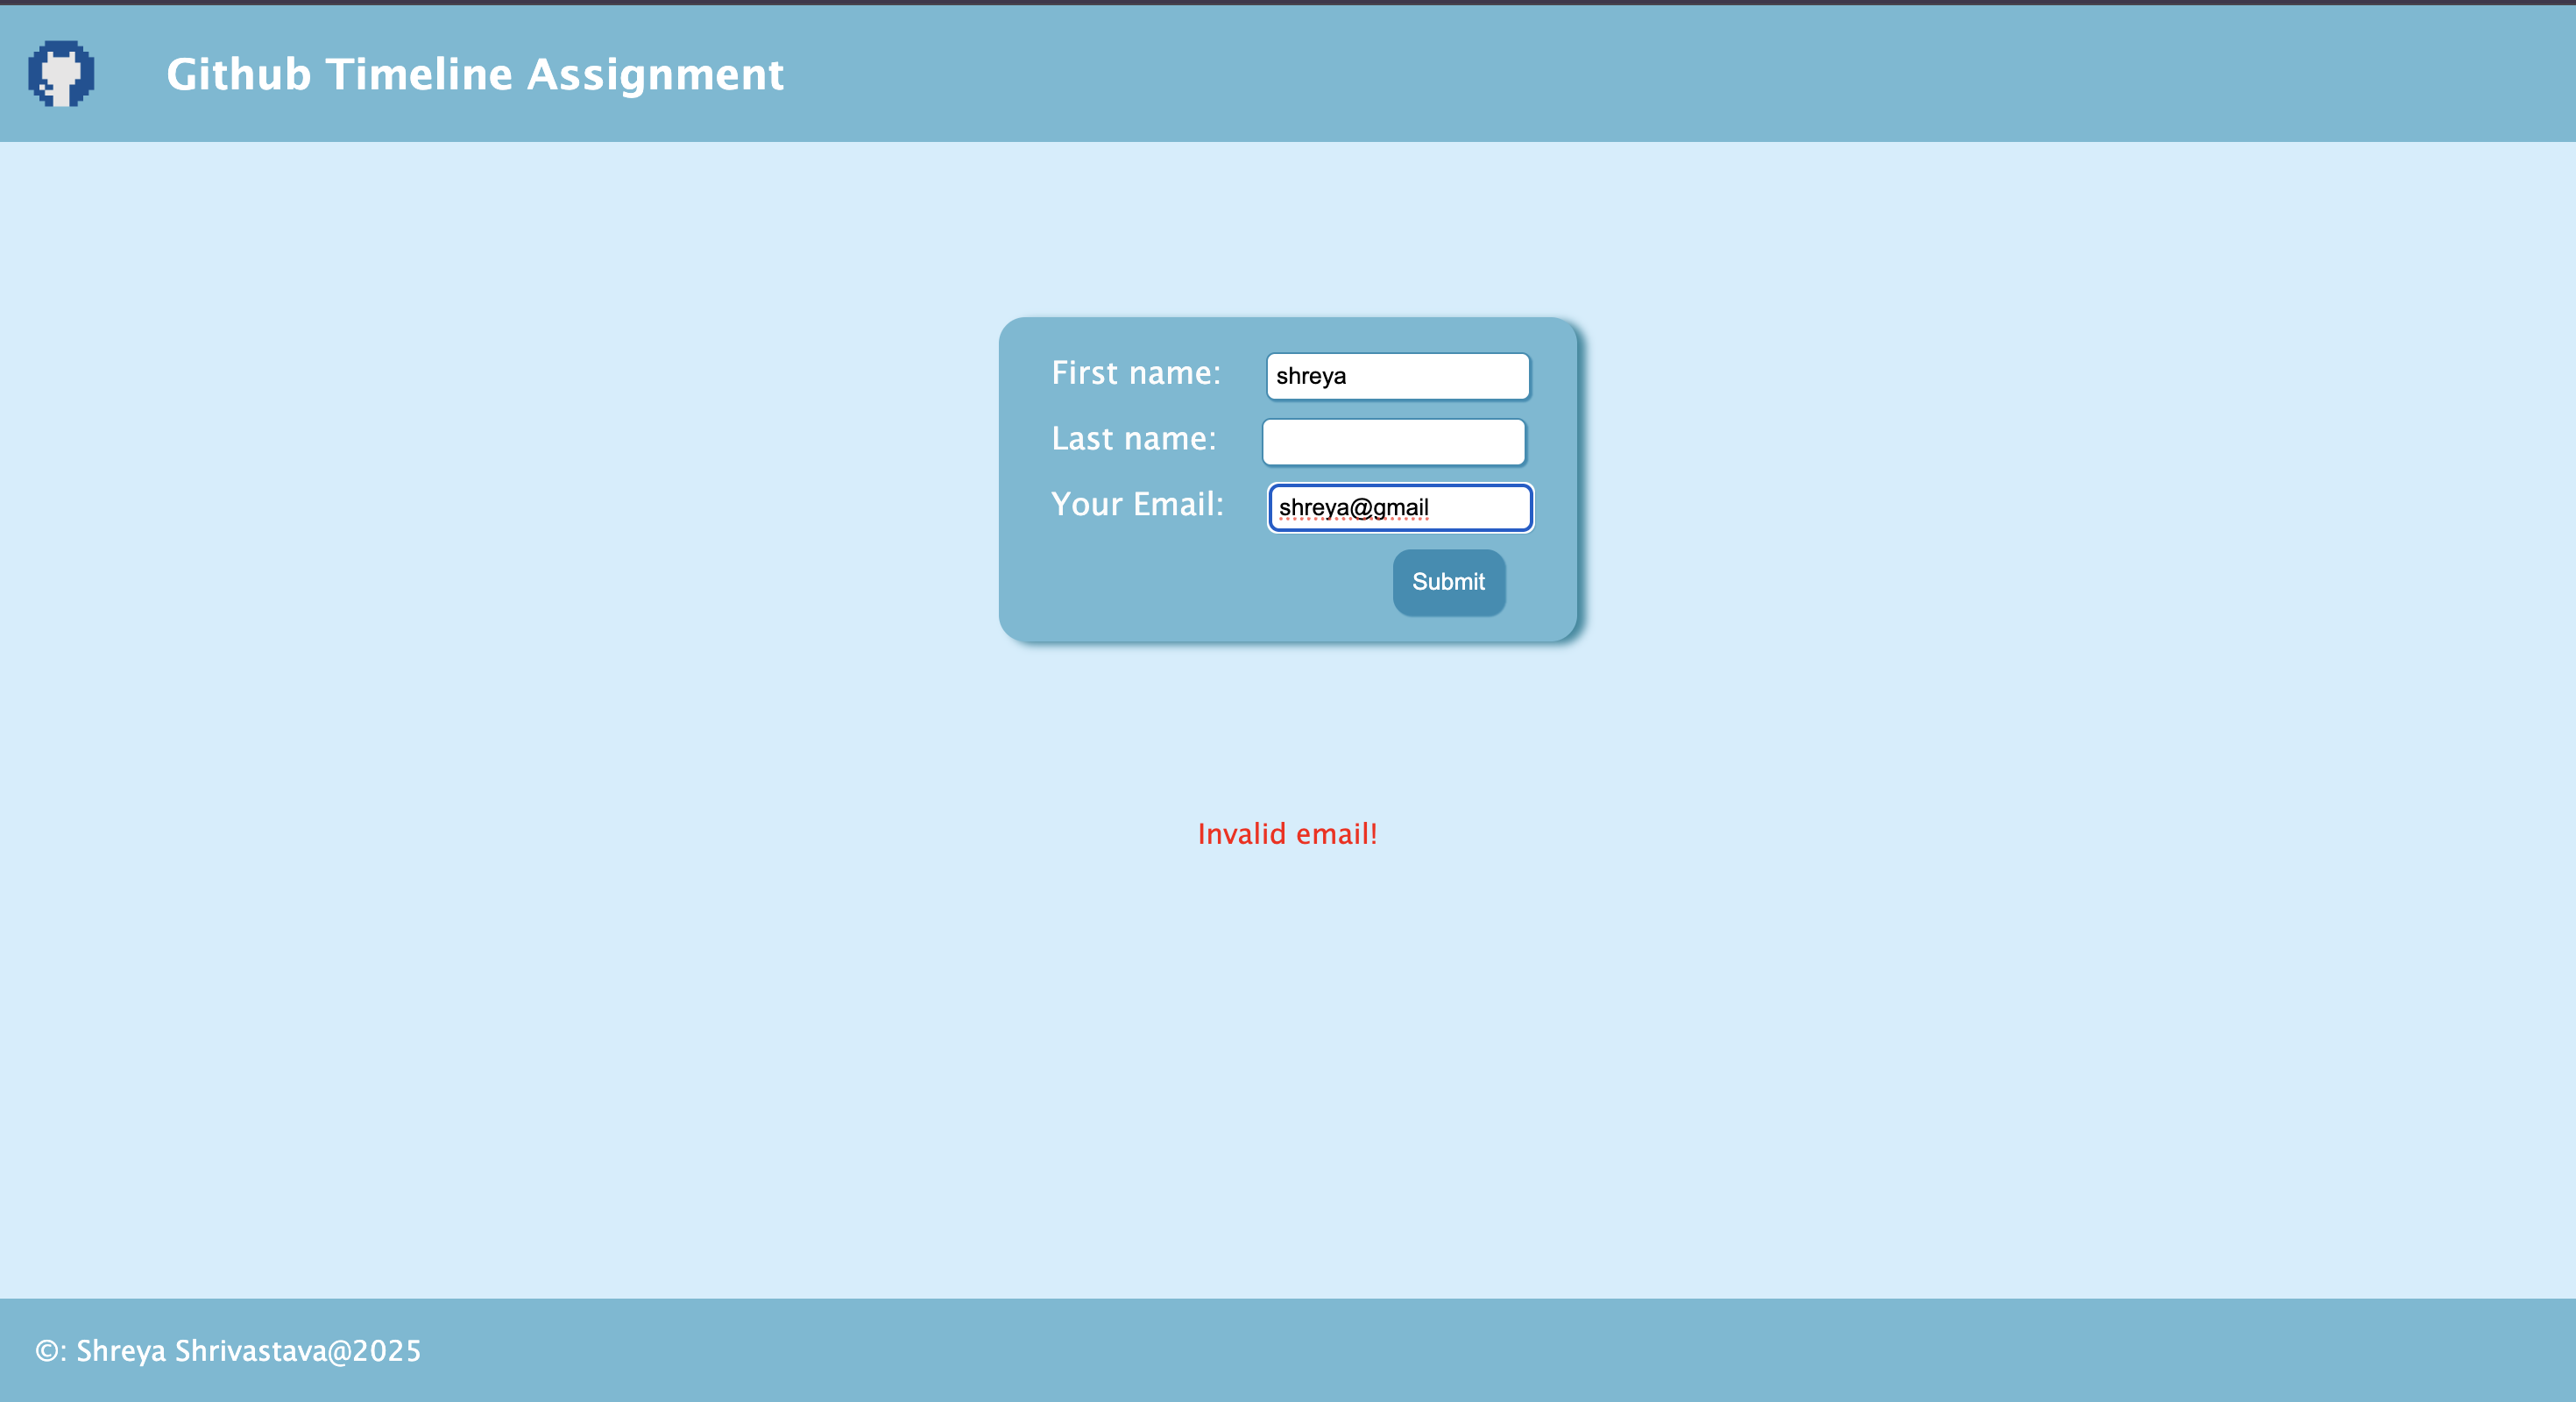 Github Timeline Assignment
First name: shreya
Last name:
Your Email: shreya@gmail
Submit
Invalid email!
©: Shreya Shrivastava@2025